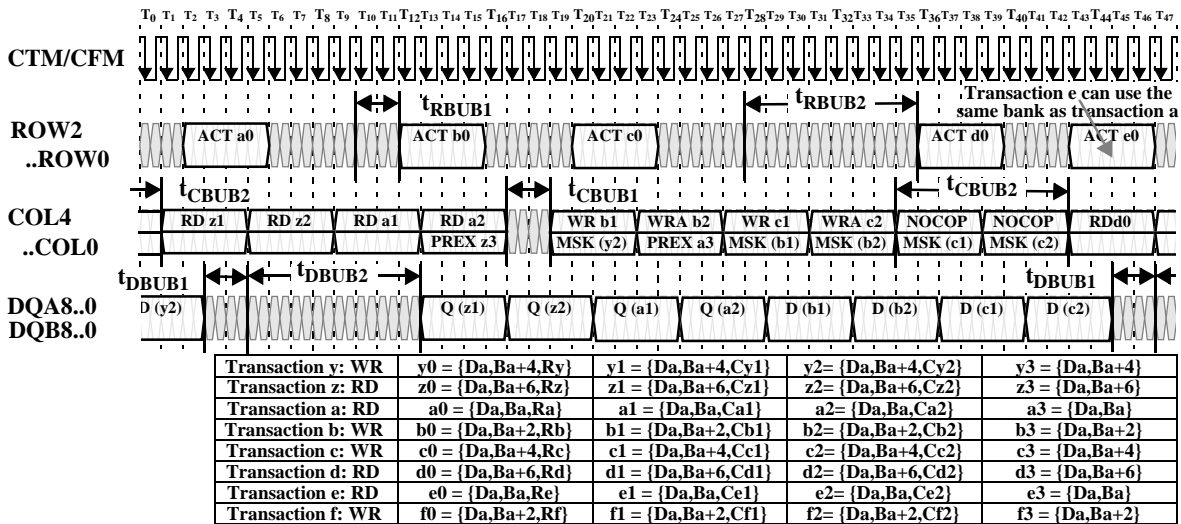 T0 T1 T2 T3 T4 T5 T6 T7 T8 T9 T10 T11 T12 T13 T14 T15 T16 T17 T18 T19 T20 T21 T22 T23 T24 T25 T26 T27 T28 T29 T30 T31 T32 T33 T34 T35 T36 T37 T38 T39 T40 T41 T42 T43 T44 T45 T46 T47
CTM/CFM
tRBUB1 tRBUB2 Transaction e can use the
same bank as transaction a
ROW2 ACT a0 ACT b0 ACT c0 ACT d0 ACT e0
..ROW0
tCBUB2 tCBUB1 tCBUB2
COL4 RD z1 RD z2 RD a1 RD a2 WR b1 WRA b2 WR c1 WRA c2 NOCOP NOCOP RDd0
..COL0 PREX z3 MSK (y2) PREX a3 MSK (b1) MSK (b2) MSK (c1) MSK (c2)
tDBUB1 tDBUB2 tDBUB1
DQA8..0 D (y2) Q (z1) Q (z2) Q (a1) Q (a2) D (b1) D (b2) D (c1) D (c2)
DQB8..0
Transaction y: WR y0 = {Da,Ba+4,Ry} y1 = {Da,Ba+4,Cy1} y2= {Da,Ba+4,Cy2} y3 = {Da,Ba+4}
Transaction z: RD z0 = {Da,Ba+6,Rz} z1 = {Da,Ba+6,Cz1} z2= {Da,Ba+6,Cz2} z3 = {Da,Ba+6}
Transaction a: RD a0 = {Da,Ba,Ra} a1 = {Da,Ba,Ca1} a2= {Da,Ba,Ca2} a3 = {Da,Ba}
Transaction b: WR b0 = {Da,Ba+2,Rb} b1 = {Da,Ba+2,Cb1} b2= {Da,Ba+2,Cb2} b3 = {Da,Ba+2}
Transaction c: WR c0 = {Da,Ba+4,Rc} c1 = {Da,Ba+4,Cc1} c2= {Da,Ba+4,Cc2} c3 = {Da,Ba+4}
Transaction d: RD d0 = {Da,Ba+6,Rd} d1 = {Da,Ba+6,Cd1} d2= {Da,Ba+6,Cd2} d3 = {Da,Ba+6}
Transaction e: RD e0 = {Da,Ba,Re} e1 = {Da,Ba,Ce1} e2= {Da,Ba,Ce2} e3 = {Da,Ba}
Transaction f: WR f0 = {Da,Ba+2,Rf} f1 = {Da,Ba+2,Cf1} f2= {Da,Ba+2,Cf2} f3 = {Da,Ba+2}